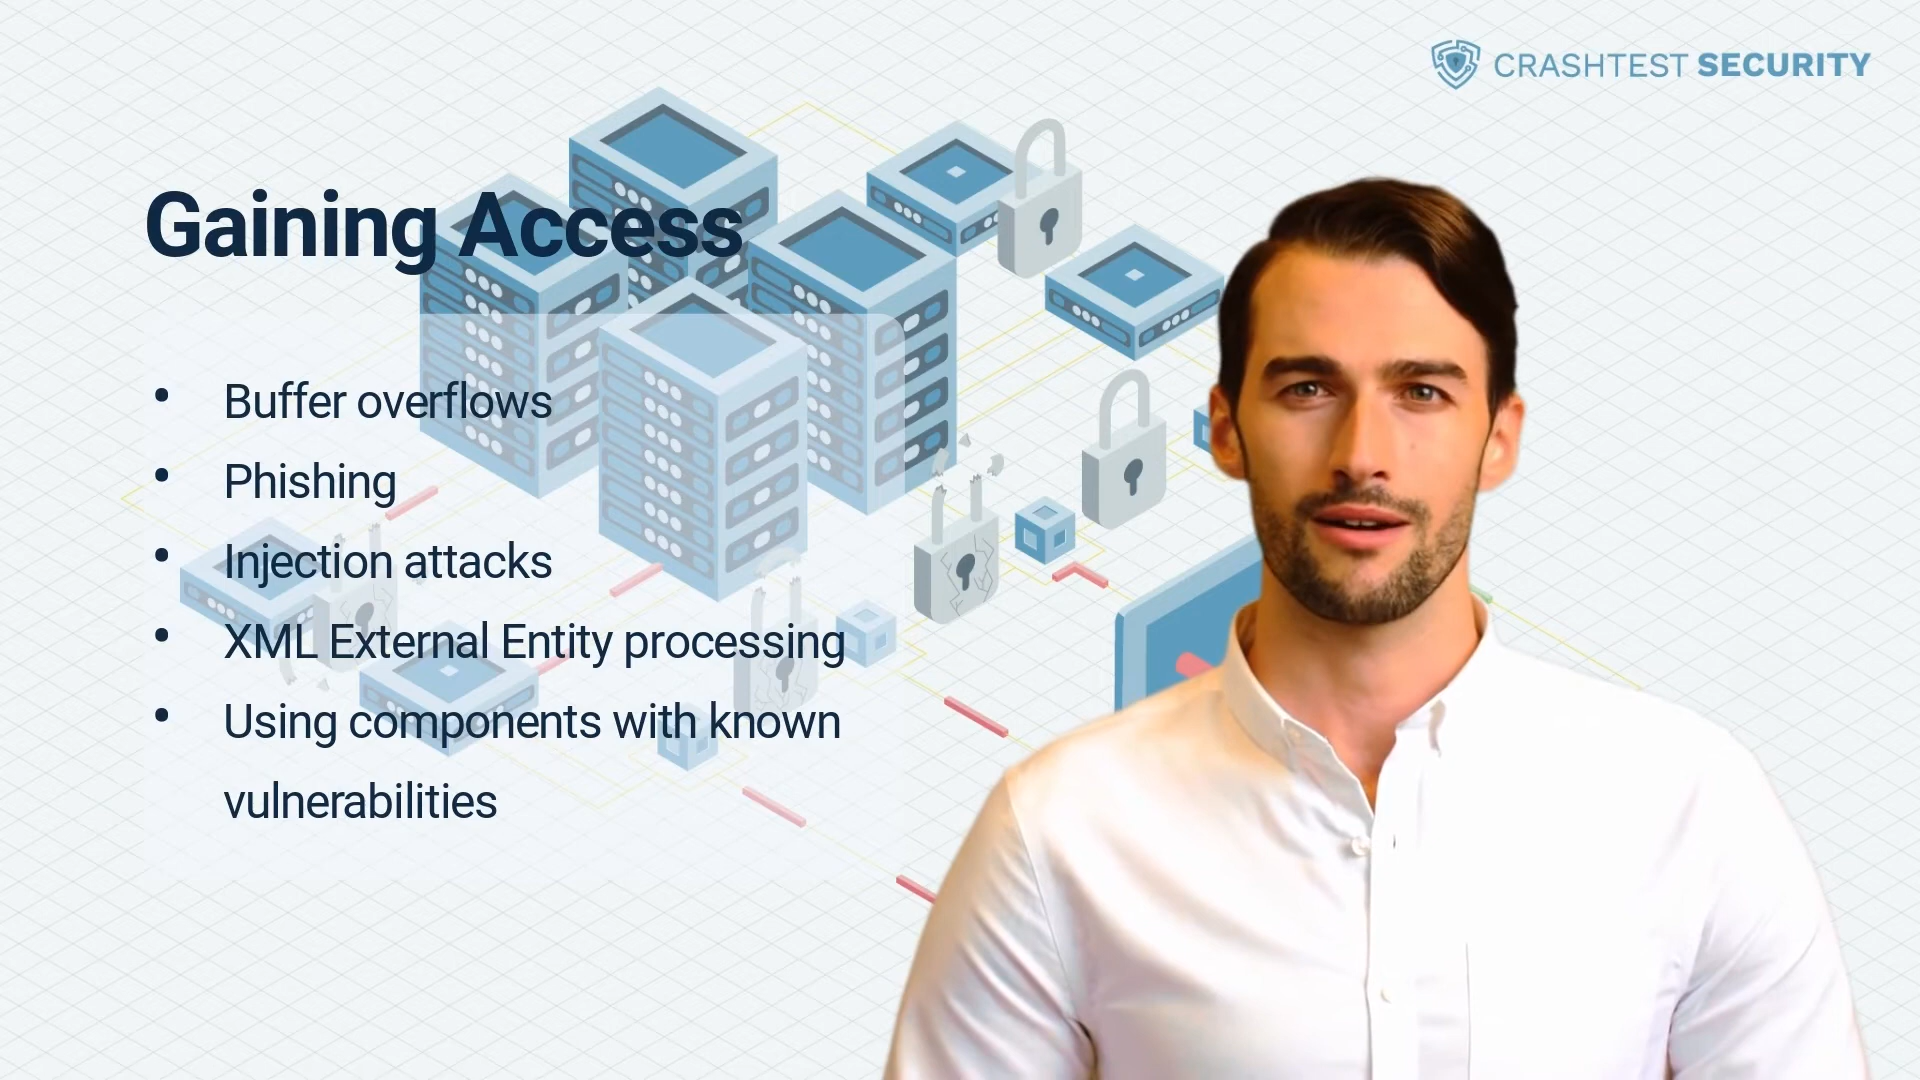 CRASHTEST SECURITY
Gaining Access
• Buffer overflows
• Phishing
• Injection attacks
• XML External Entity processing
• Using components with known
vulnerabilities